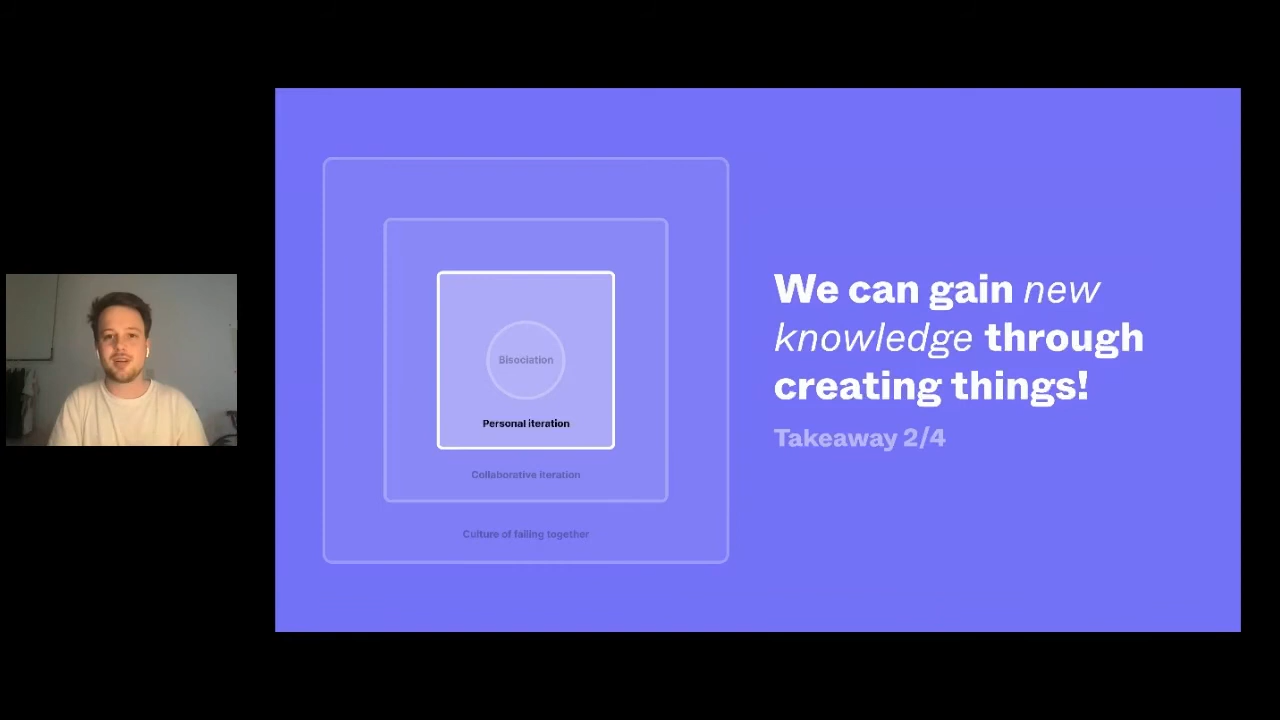 Bisociation
Personal iteration
Collaborative iteration
Culture of failing together
We can gain new
knowledge through
creating things!
Takeaway 2/4